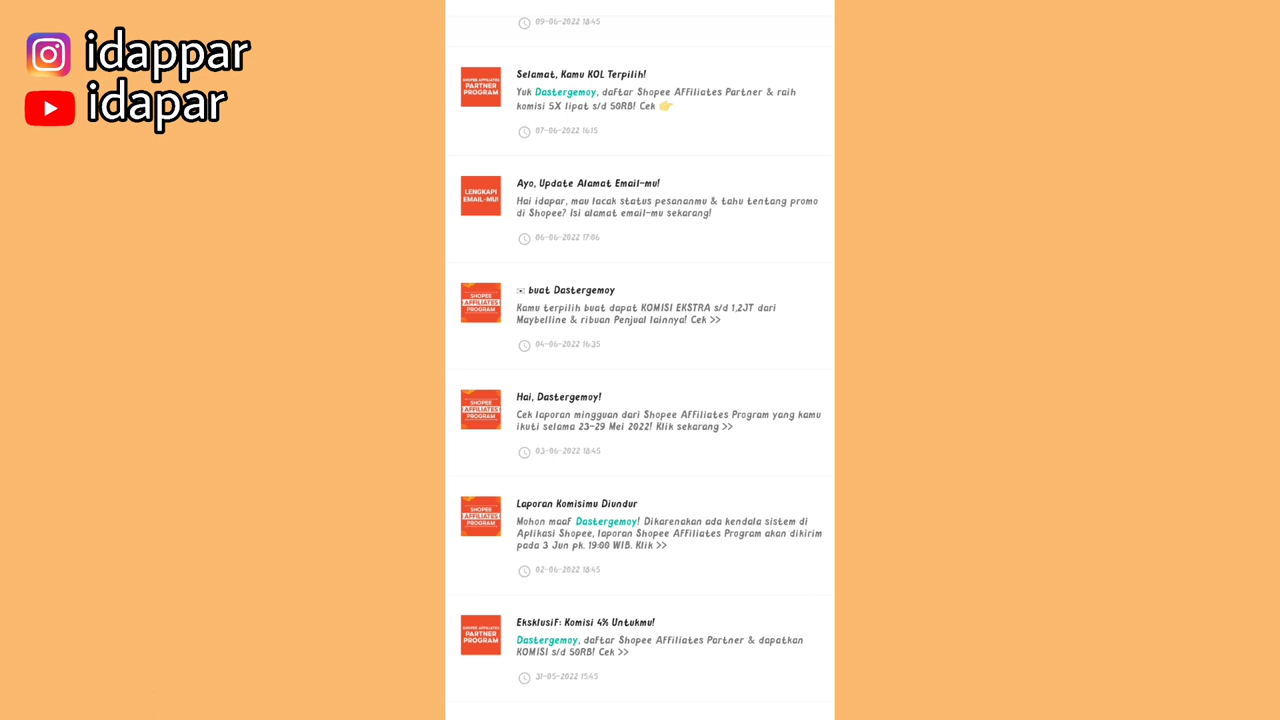 idappar
idapar
09-06-2022 18:45
SHOPEE AFFILIATES
PARTNER
PROGRAM
Selamat, Kamu KOL Terpilih!
Yuk Dastergemoy, daftar Shopee Affiliates Partner & raih
komisi 5X lipat s/d 50RB! Cek 👉
07-06-2022 16:15
LENGKAPI
EMAIL-MU!
Ayo, Update Alamat Email-mu!
Hai idapar, mau lacak status pesananmu & tahu tentang promo
di Shopee? Isi alamat email-mu sekarang!
06-06-2022 17:06
SHOPEE
AFFILIATES
PROGRAM
💌 buat Dastergemoy
Kamu terpilih buat dapat KOMISI EKSTRA s/d 1,2JT dari
Maybelline & ribuan Penjual lainnya! Cek >>
04-06-2022 16:35
SHOPEE
AFFILIATES
PROGRAM
Hai, Dastergemoy!
Cek laporan mingguan dari Shopee Affiliates Program yang kamu
ikuti selama 23-29 Mei 2022! Klik sekarang >>
03-06-2022 18:45
SHOPEE
AFFILIATES
PROGRAM
Laporan Komisimu Diundur
Mohon maaf Dastergemoy! Dikarenakan ada kendala sistem di
Aplikasi Shopee, laporan Shopee Affiliates Program akan dikirim
pada 3 Jun pk. 19:00 WIB. Klik >>
02-06-2022 18:45
SHOPEE AFFILIATES
PARTNER
PROGRAM
Eksklusif: Komisi 4% Untukmu!
Dastergemoy, daftar Shopee Affiliates Partner & dapatkan
KOMISI s/d 50RB! Cek >>
31-05-2022 15:45